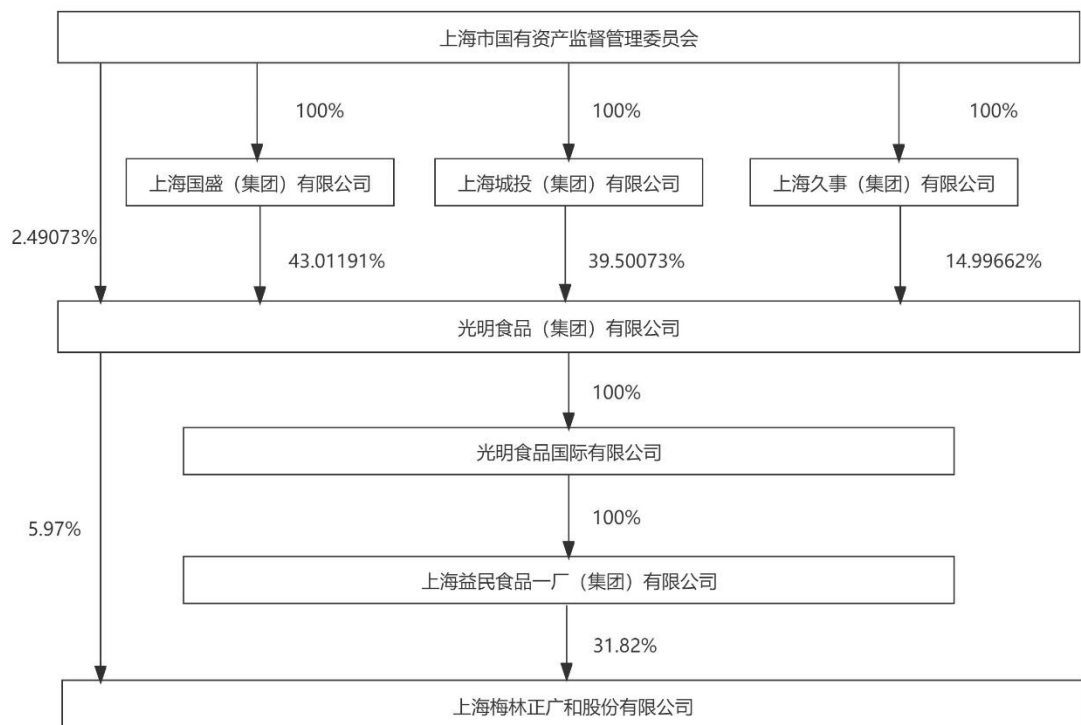 上海市国有资产监督管理委员会
100%
100%
100%
上海国盛（集团）有限公司
上海城投（集团）有限公司
上海久事（集团）有限公司
2.49073%
43.01191%
39.50073%
14.99662%
光明食品（集团）有限公司
100%
光明食品国际有限公司
5.97%
100%
上海益民食品一厂（集团）有限公司
31.82%
上海梅林正广和股份有限公司